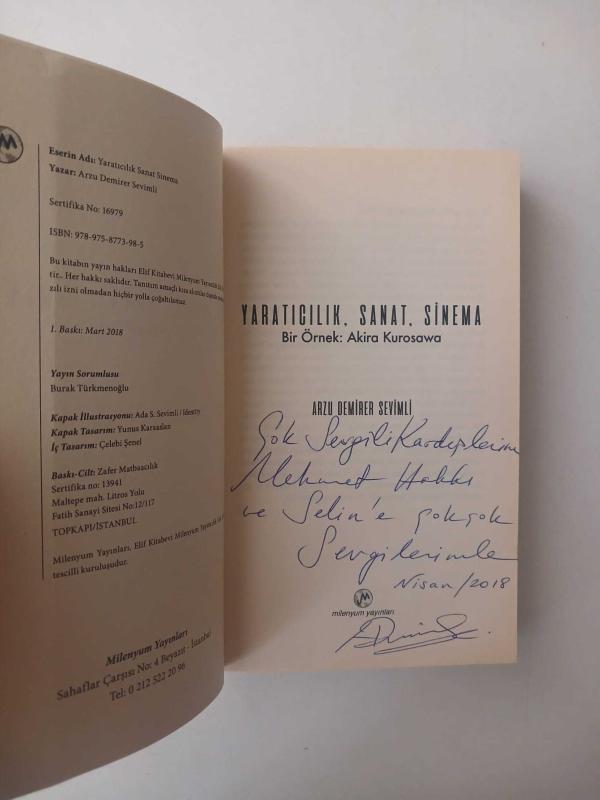 Eserin Adı: Yaratıcılık Sanat Sinema
Yazar: Arzu Demirer Sevimli
Sertifika No: 16979
ISBN: 978-975-8773-98-5
Bu kitabın yayın hakları Elif Kitabevi Milenyum Yayıncılık
tir.. Her hakkı saklıdır. Tanıtım amaçlı kısa alıntılar dışında
zılı izni olmadan hiçbir yolla çoğaltılamaz.
1. Baskı: Mart 2018
Yayın Sorumlusu
Burak Türkmenoğlu
Kapak İllustrasyonu: Ada S. Sevimli / Identity
Kapak Tasarım: Yunus Karaaslan
İç Tasarım: Çelebi Şenel
Baskı-Cilt: Zafer Matbaacılık
Sertifika no: 13941
Maltepe mah. Litros Yolu
Fatih Sanayi Sitesi No:12/117
TOPKAPI/İSTANBUL
Milenyum Yayınları, Elif Kitabevi Milenyum Yayıncılık
tescilli kuruluşudur.
Milenyum Yayınları
Sahaflar Çarşısı No: 4 Beyazıt - İstanbul
Tel: 0 212 522 20 96
YARATICILIK, SANAT, SİNEMA
Bir Örnek: Akira Kurosawa
ARZU DEMİRER SEVİMLİ
Çok Sevgili Kardeşlerim
Mehmet Hakkı
ve Selin'e çok çok
Sevgilerimle
Nisan/2018
milenyum yayınları